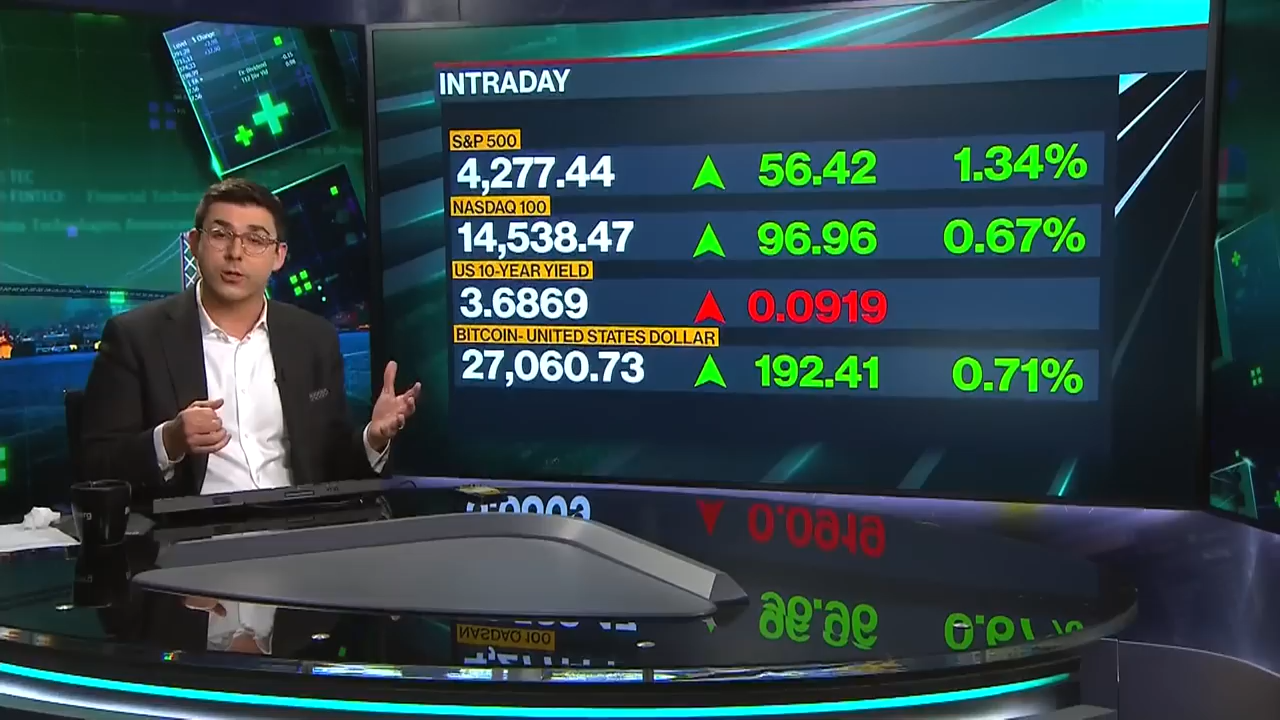 INTRADAY
S&P 500
4,277.44 56.42 1.34%
NASDAQ 100
14,538.47 96.96 0.67%
US 10-YEAR YIELD
3.6869 0.0919
BITCOIN- UNITED STATES DOLLAR
27,060.73 192.41 0.71%